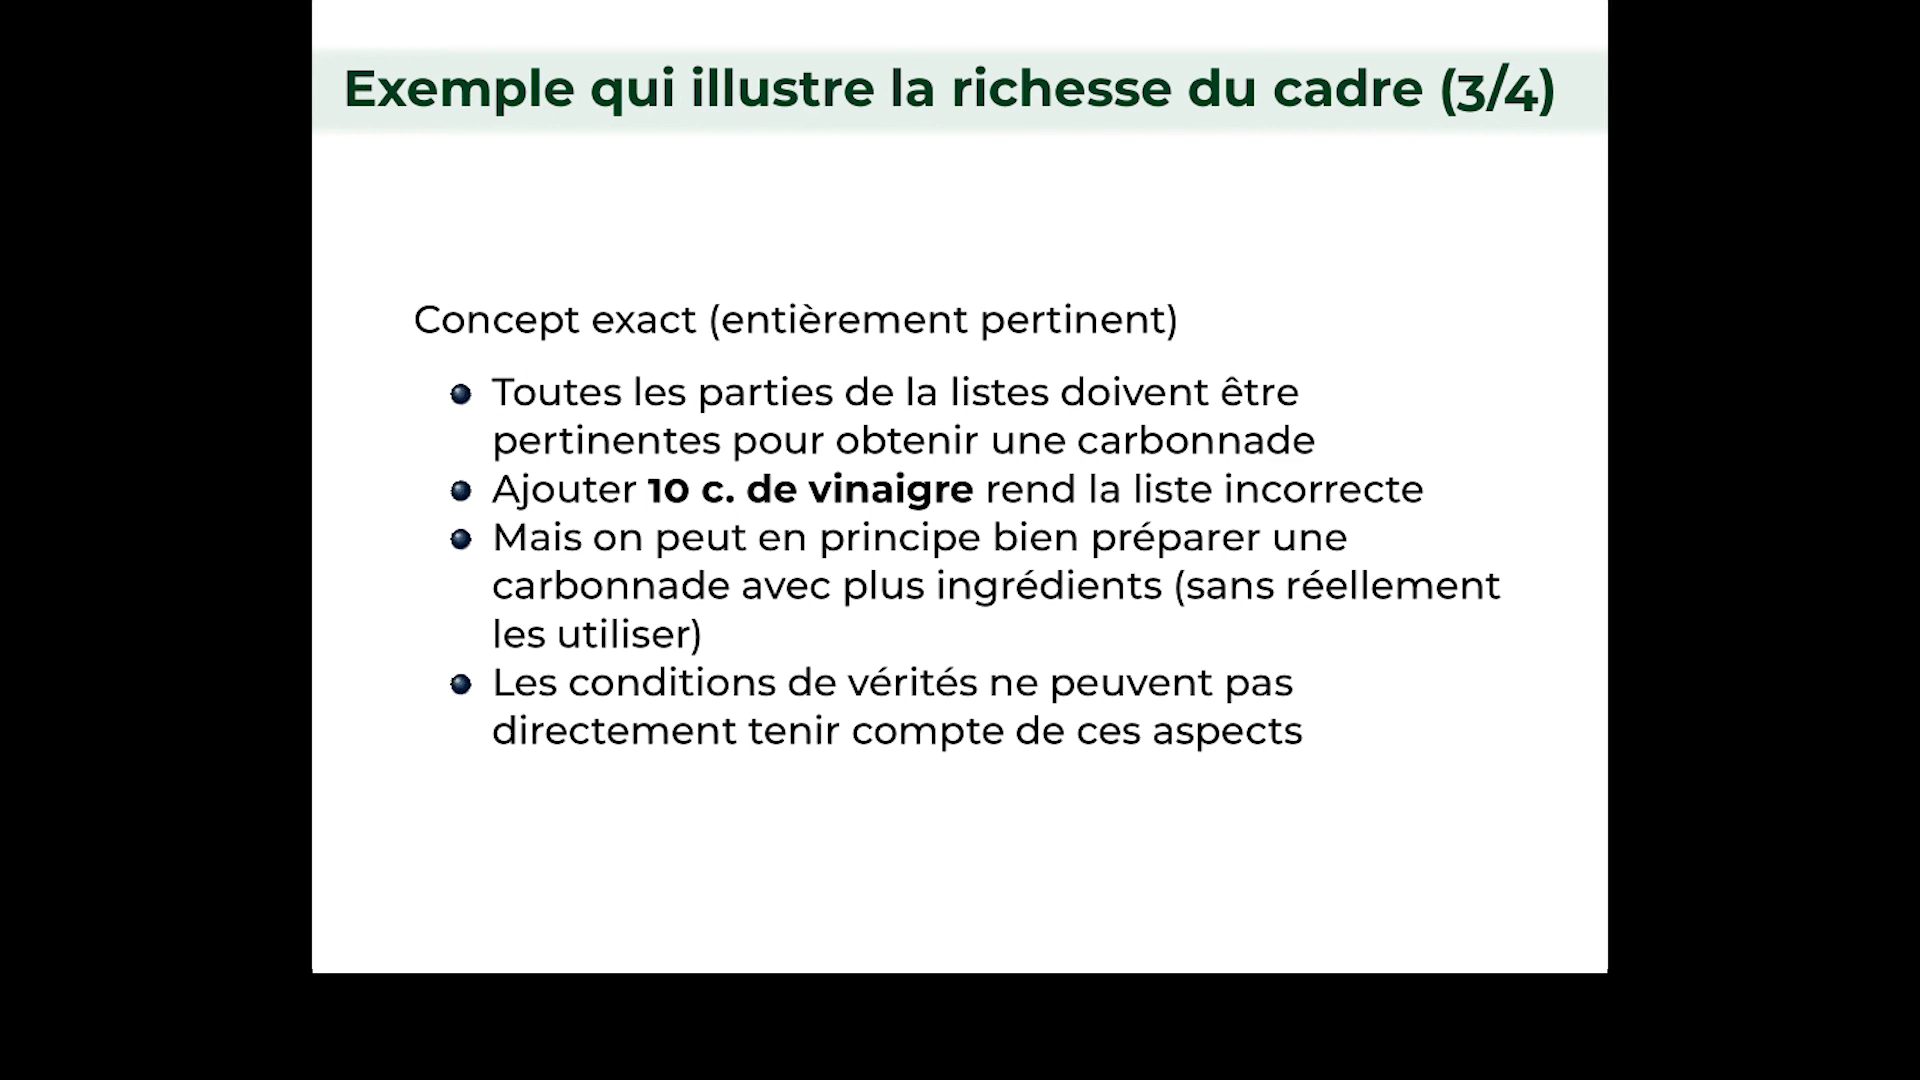 Exemple qui illustre la richesse du cadre (3/4)
Concept exact (entièrement pertinent)
Toutes les parties de la listes doivent être
pertinentes pour obtenir une carbonnade
Ajouter 10 c. de vinaigre rend la liste incorrecte
Mais on peut en principe bien préparer une
carbonnade avec plus ingrédients (sans réellement
les utiliser)
Les conditions de vérités ne peuvent pas
directement tenir compte de ces aspects